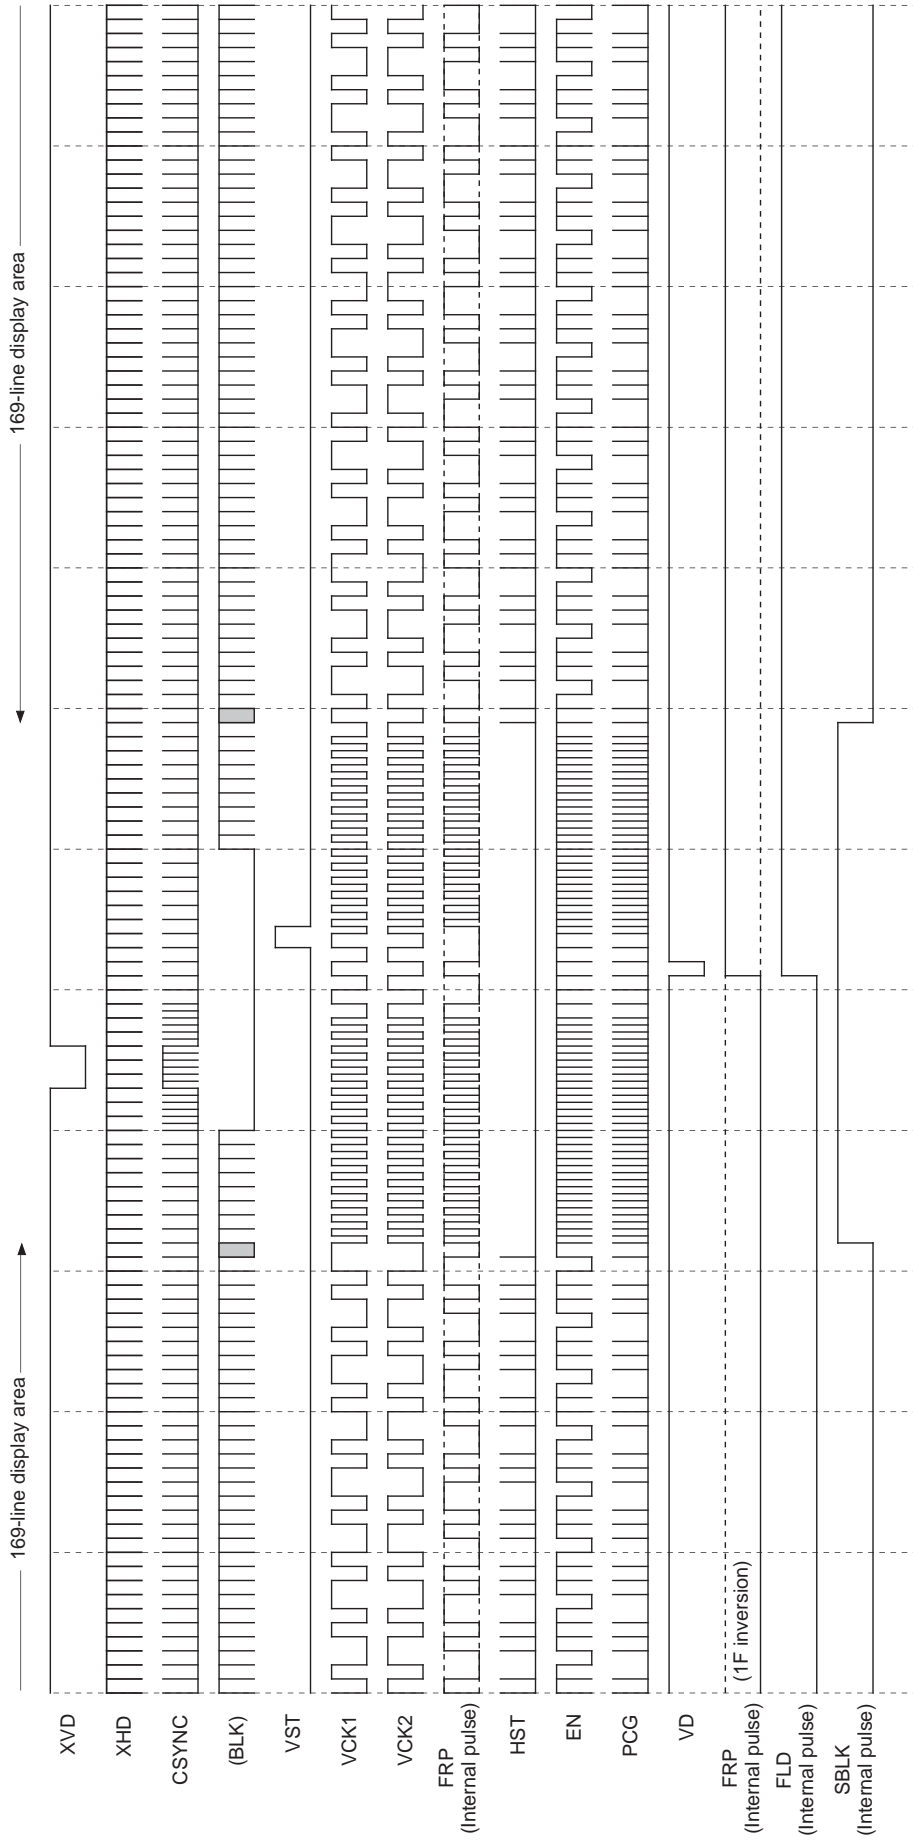 169-line display area
169-line display area
XVD
XHD
CSYNC
(BLK)
VST
VCK1
VCK2
FRP
(Internal pulse)
HST
EN
PCG
VD
(1F inversion)
FRP
(Internal pulse)
FLD
(Internal pulse)
SBLK
(Internal pulse)